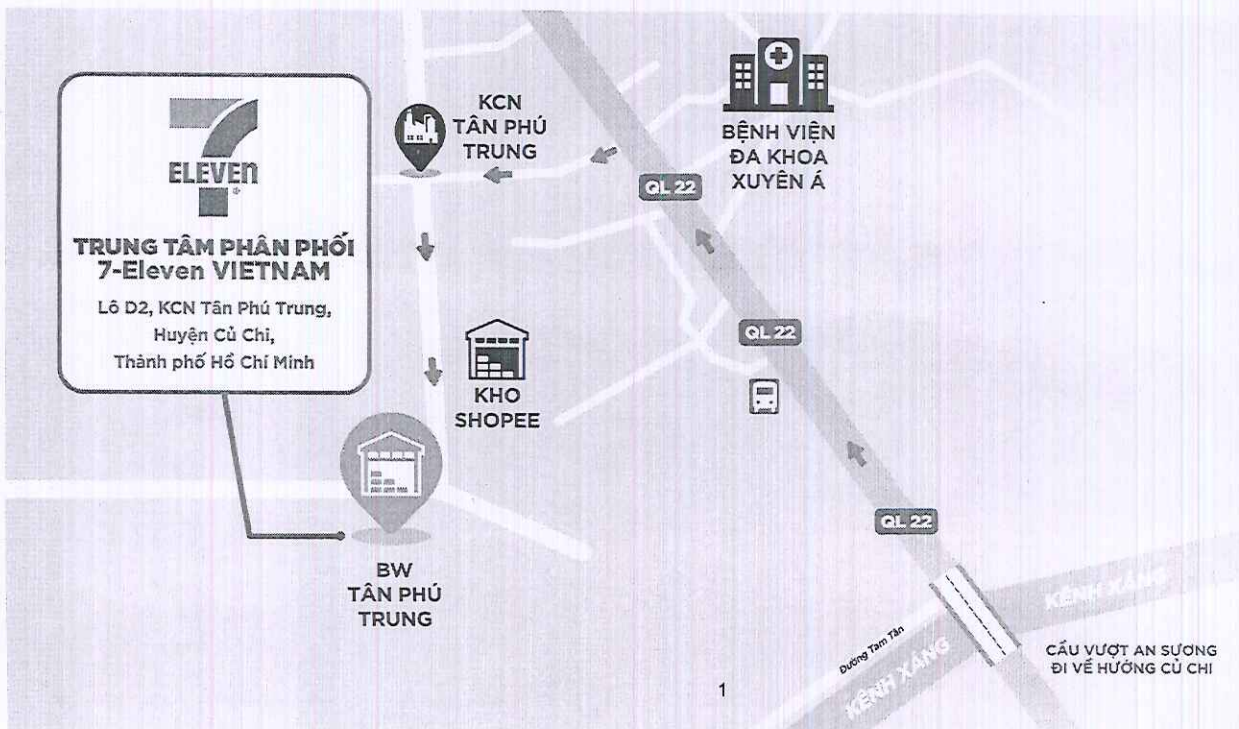 ELEVEn
TRUNG TÂM PHÂN PHỐI
7-Eleven VIETNAM
Lô D2, KCN Tân Phú Trung,
Huyện Củ Chi,
Thành phố Hồ Chí Minh
KCN
TÂN PHÚ
TRUNG
BỆNH VIỆN
ĐA KHOA
XUYÊN Á
QL 22
QL 22
KHO
SHOPEE
QL 22
BW
TÂN PHÚ
TRUNG
KÊNH XÁNG
Đường Tam Tân
KÊNH XÁNG
CẦU VƯỢT AN SƯƠNG
ĐI VỀ HƯỚNG CỦ CHI
1